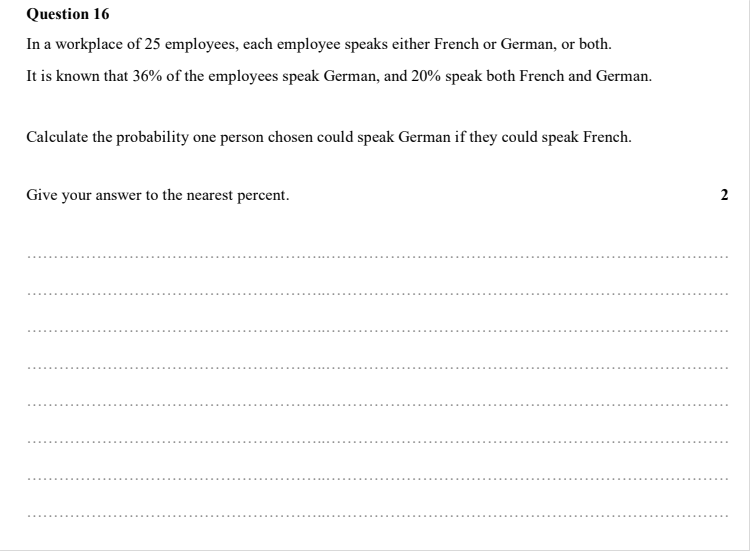 Question 16
In a workplace of 25 employees, each employee speaks either French or German, or both.
It is known that 36% of the employees speak German, and 20% speak both French and German.
Calculate the probability one person chosen could speak German if they could speak French.
Give your answer to the nearest percent. 2